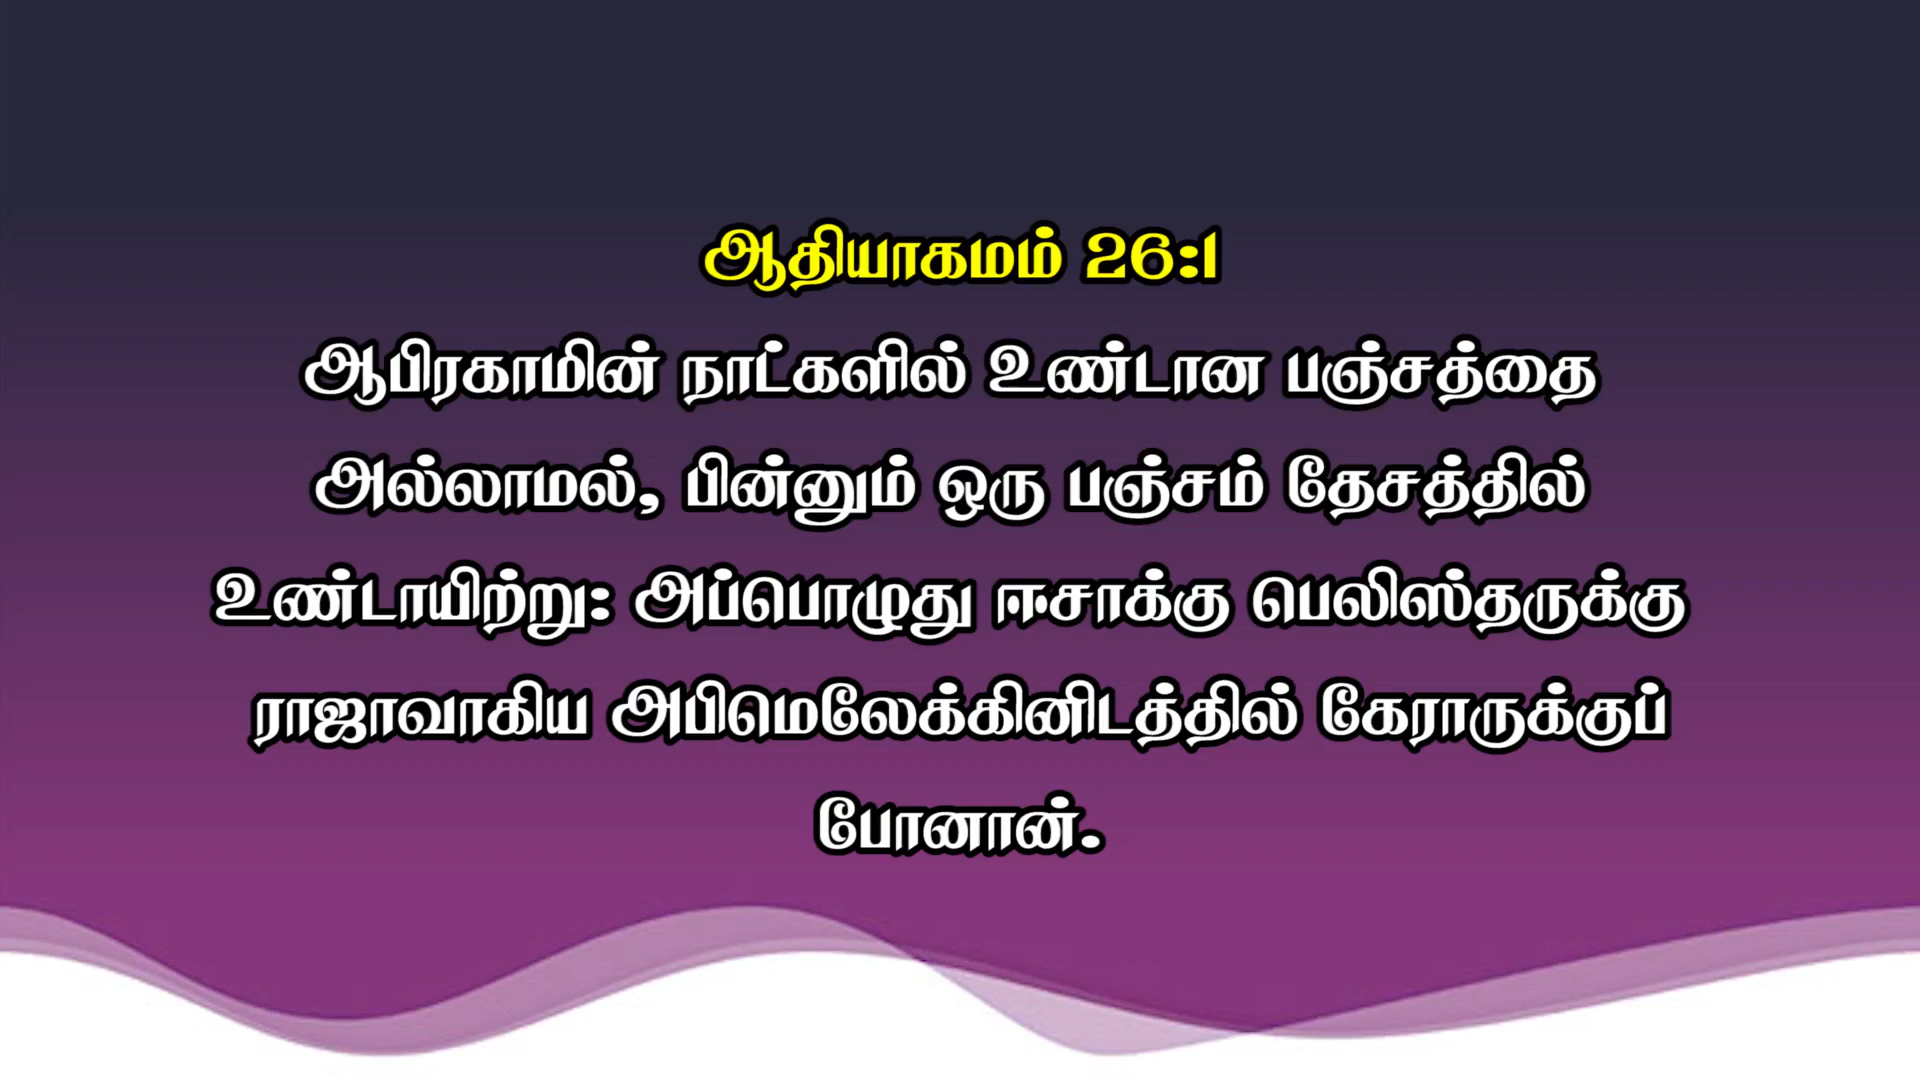 ஆதியாகமம் 26:1
ஆபிரகாமின் நாட்களில் உண்டான பஞ்சத்தை
அல்லாமல், பின்னும் ஒரு பஞ்சம் தேசத்தில்
உண்டாயிற்று: அப்பொழுது ஈசாக்கு பெலிஸ்தருக்கு
ராஜாவாகிய அபிமெலேக்கினிடத்தில் கேராருக்குப்
போனான்.